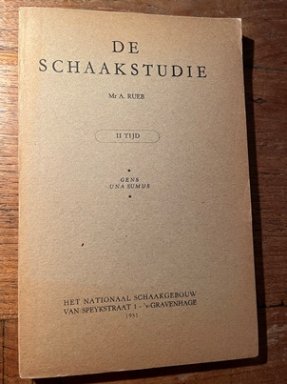 DE
SCHAAKSTUDIE
Mr A. RUEB
II TIJD
GENS
UNA SUMUS
HET NATIONAAL SCHAAKGEBOUW
VAN SPEYKSTRAAT 1 - 's-GRAVENHAGE
1951